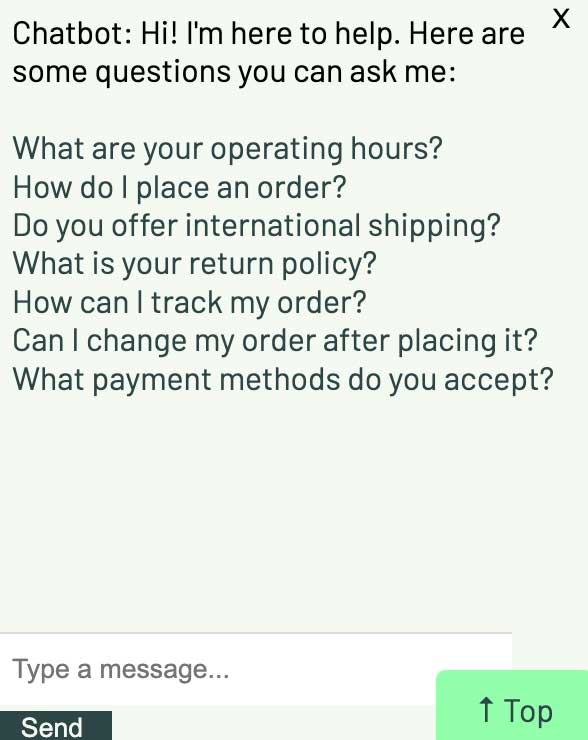 X
Chatbot: Hi! I'm here to help. Here are
some questions you can ask me:
What are your operating hours?
How do I place an order?
Do you offer international shipping?
What is your return policy?
How can I track my order?
Can I change my order after placing it?
What payment methods do you accept?
Type a message...
↑ Top
Send